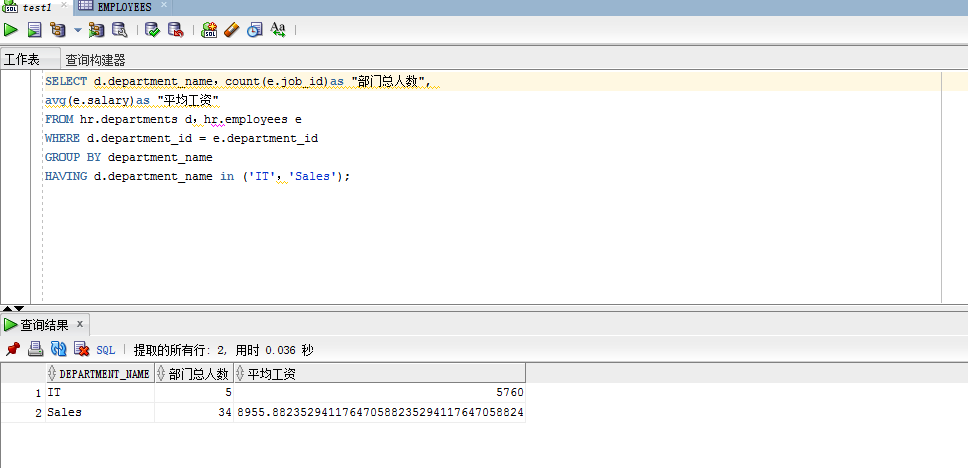 test1 EMPLOYEES
SQL
工作表 查询构建器
SELECT d.department_name，count(e.job_id)as "部门总人数",
avg(e.salary)as "平均工资"
FROM hr.departments d，hr.employees e
WHERE d.department_id = e.department_id
GROUP BY department_name
HAVING d.department_name in ('IT'，'Sales');
查询结果 x
SQL 提取的所有行: 2, 用时 0.036 秒
DEPARTMENT_NAME 部门总人数 平均工资
1 IT 5 5760
2 Sales 34 8955.88235294117647058823529411764705882​4